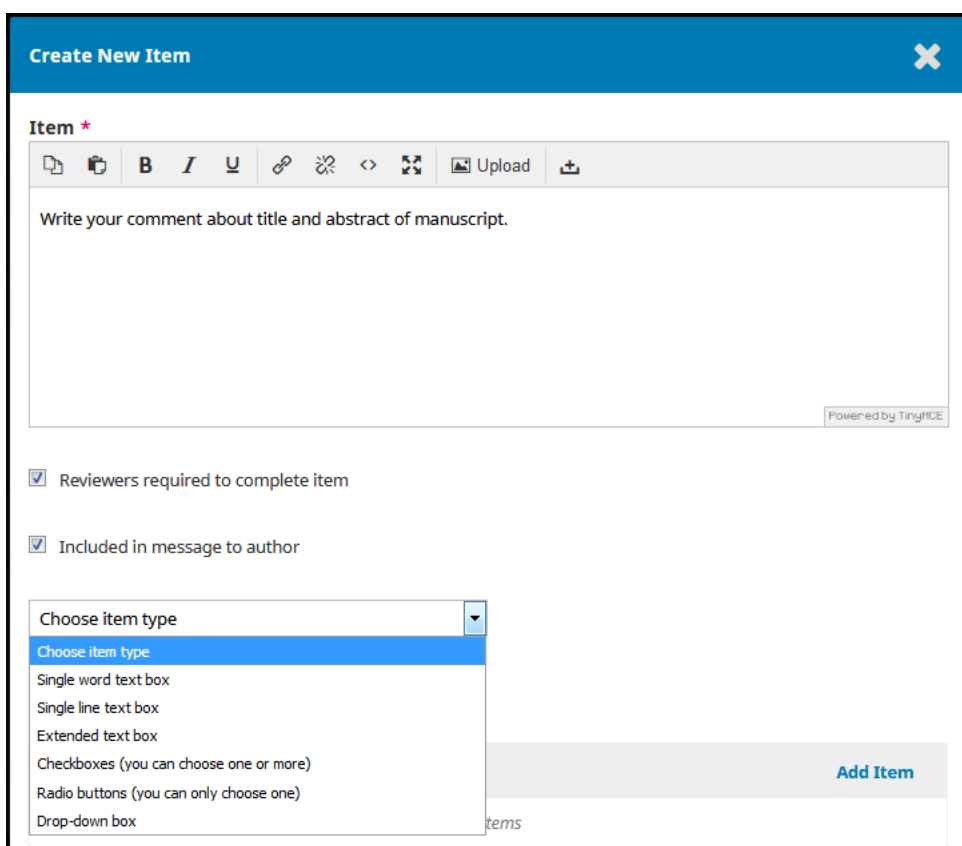 Create New Item
Item *
B I U <> Upload
Write your comment about title and abstract of manuscript.
Powered by TinyMCE
Reviewers required to complete item
Included in message to author
Choose item type
Choose item type
Single word text box
Single line text box
Extended text box
Checkboxes (you can choose one or more)
Add Item
Radio buttons (you can only choose one)
Drop-down box
tems